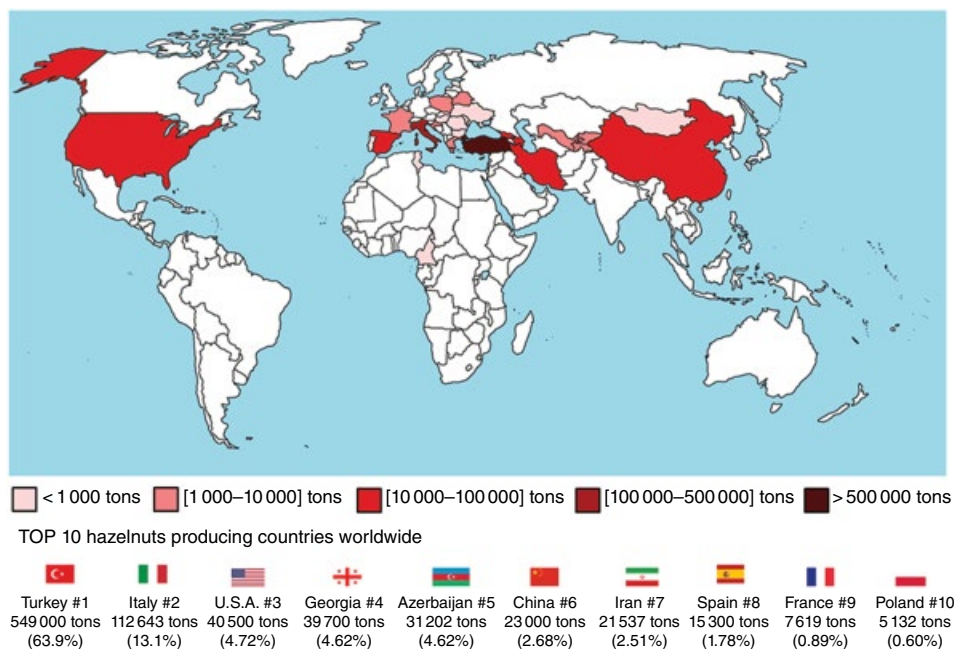 < 1 000 tons [1 000–10 000] tons [10 000–100 000] tons [100 000–500 000] tons > 500 000 tons
TOP 10 hazelnuts producing countries worldwide
Turkey #1 Italy #2 U.S.A. #3 Georgia #4 Azerbaijan #5 China #6 Iran #7 Spain #8 France #9 Poland #10
549 000 tons 112 643 tons 40 500 tons 39 700 tons 31 202 tons 23 000 tons 21 537 tons 15 300 tons 7 619 tons 5 132 tons
(63.9%) (13.1%) (4.72%) (4.62%) (4.62%) (2.68%) (2.51%) (1.78%) (0.89%) (0.60%)